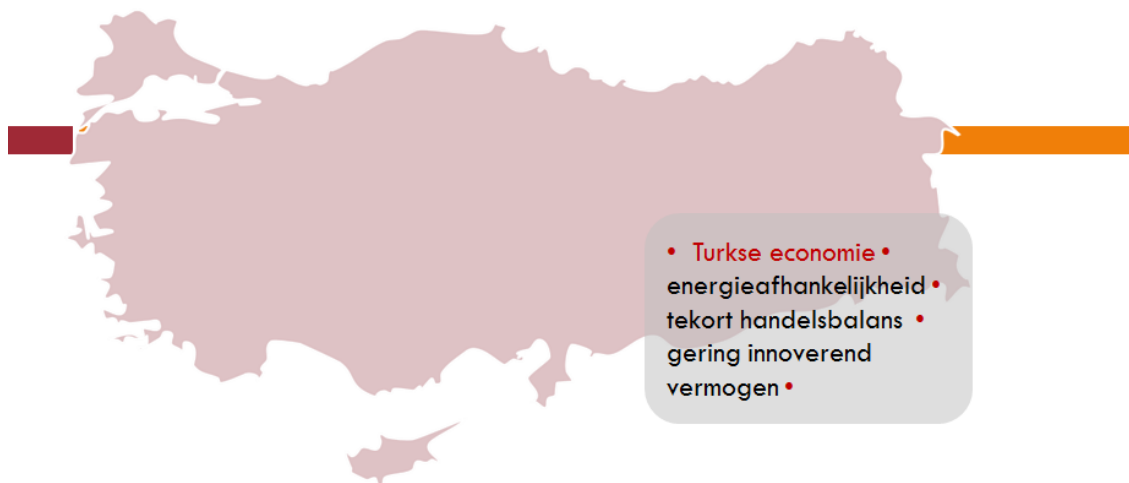 • Turkse economie •
energieafhankelijkheid •
tekort handelsbalans •
gering innoverend
vermogen •